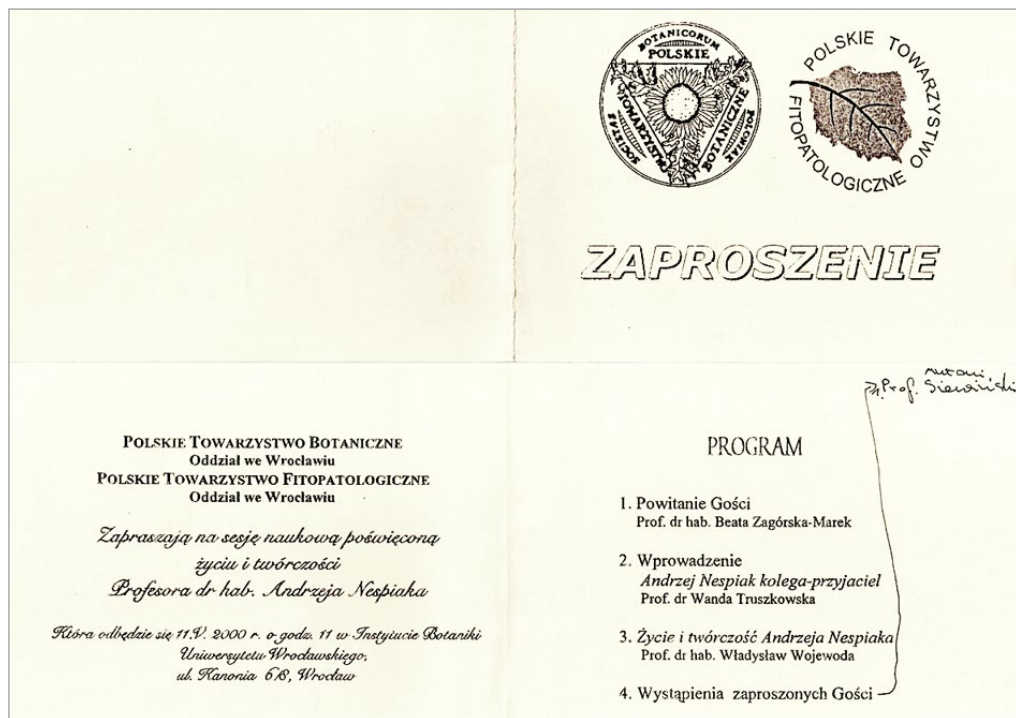 BOTANICORUM
POLSKIE
TOWARZYSTWO
BOTANICZNE
SOCIETAS
POLONIAE
POLSKIE TOWARZYSTWO
FITOPATOLOGICZNE
ZAPROSZENIE
POLSKIE TOWARZYSTWO BOTANICZNE
Oddział we Wrocławiu
POLSKIE TOWARZYSTWO FITOPATOLOGICZNE
Oddział we Wrocławiu
Zapraszają na sesję naukową poświęconą
życiu i twórczości
Profesora dr hab. Andrzeja Nespiaka
Która odbędzie się 11.V. 2000 r. o godz. 11 w Instytucie Botaniki
Uniwersytetu Wrocławskiego,
ul. Kanonia 6/8, Wrocław
Prof.
PROGRAM
1. Powitanie Gości
Prof. dr hab. Beata Zagórska-Marek
2. Wprowadzenie
Andrzej Nespiak kolega-przyjaciel
Prof. dr Wanda Truszkowska
3. Życie i twórczość Andrzeja Nespiaka
Prof. dr hab. Władysław Wojewoda
4. Wystąpienia zaproszonych Gości